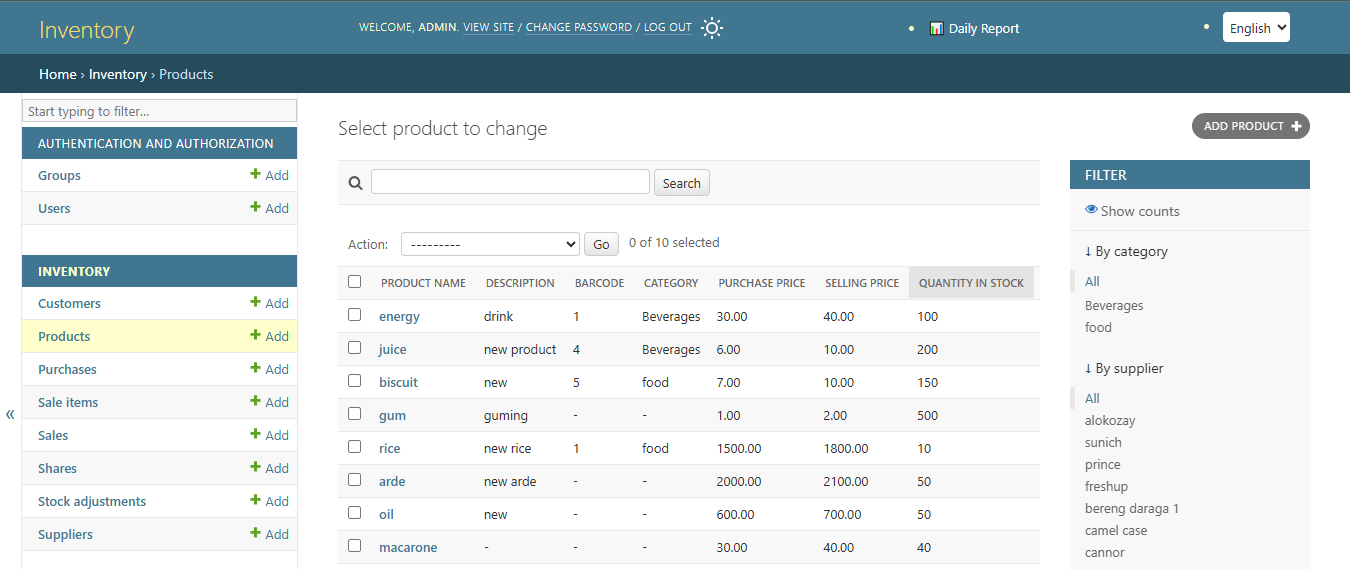 Inventory
WELCOME, ADMIN. VIEW SITE / CHANGE PASSWORD / LOG OUT
• 📊 Daily Report
• English
Home › Inventory › Products
Start typing to filter...
AUTHENTICATION AND AUTHORIZATION
Groups + Add
Users + Add
INVENTORY
Customers + Add
Products + Add
Purchases + Add
Sale items + Add
Sales + Add
Shares + Add
Stock adjustments + Add
Suppliers + Add
«
Select product to change
ADD PRODUCT +
Search
Action: --------- Go 0 of 10 selected
PRODUCT NAME DESCRIPTION BARCODE CATEGORY PURCHASE PRICE SELLING PRICE QUANTITY IN STOCK
energy drink 1 Beverages 30.00 40.00 100
juice new product 4 Beverages 6.00 10.00 200
biscuit new 5 food 7.00 10.00 150
gum guming - - 1.00 2.00 500
rice new rice 1 food 1500.00 1800.00 10
arde new arde - - 2000.00 2100.00 50
oil new - - 600.00 700.00 50
macarone - - - 30.00 40.00 40
FILTER
Show counts
↓ By category
All
Beverages
food
↓ By supplier
All
alokozay
sunich
prince
freshup
bereng daraga 1
camel case
cannor